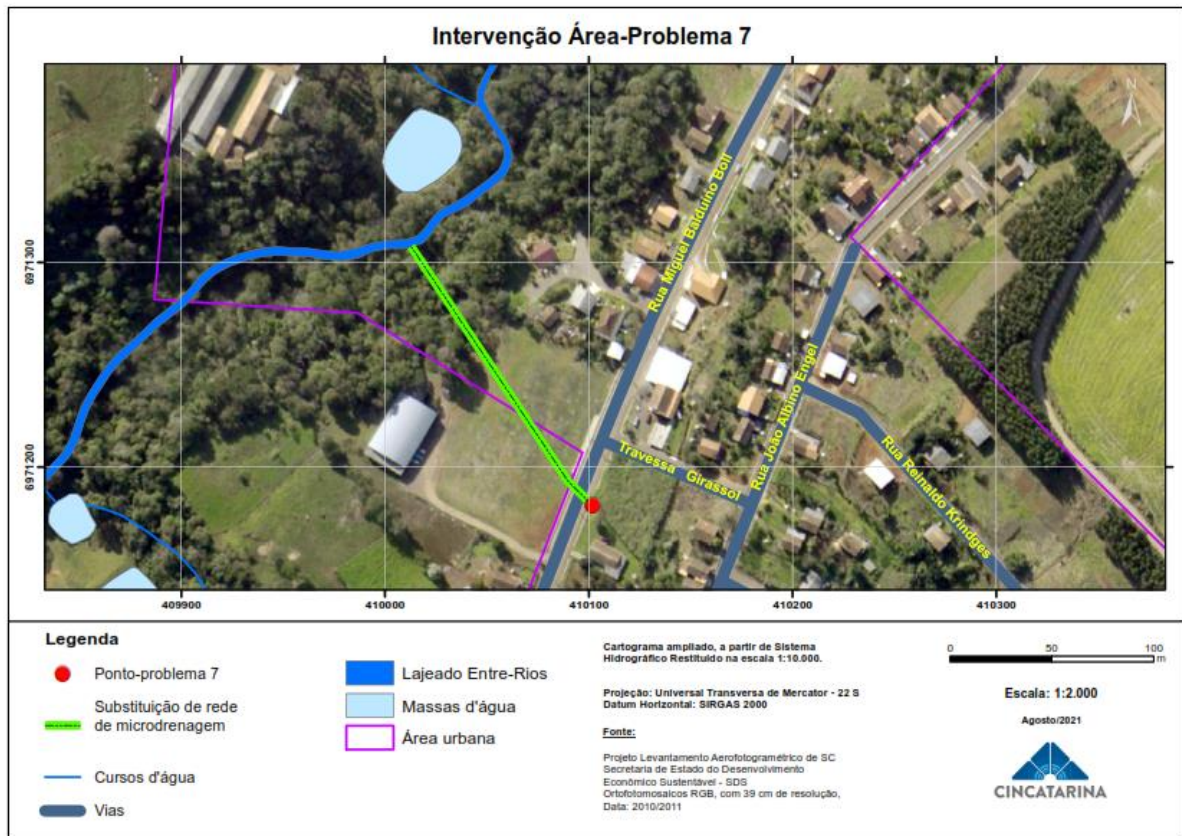 Intervenção Área-Problema 7
N
6971300
6971200
Rua Miguel Balduino Boll
Rua João Albino Engel
Travessa Girassol
Rua Reinaldo Krindges
409900
410000
410100
410200
410300
Legenda
Ponto-problema 7
Substituição de rede
de microdrenagem
Cursos d'água
Vias
Lajeado Entre-Rios
Massas d'água
Área urbana
Cartograma ampliado, a partir de Sistema
Hidrográfico Restituido na escala 1:10.000.
Projeção: Universal Transversa de Mercator - 22 S
Datum Horizontal: SIRGAS 2000
Fonte:
Projeto Levantamento Aerofotogramétrico de SC
Secretaria de Estado do Desenvolvimento
Econômico Sustentável - SDS
Ortofotomosaicos RGB, com 39 cm de resolução,
Data: 2010/2011
0 50 100
m
Escala: 1:2.000
Agosto/2021
CINCATARINA